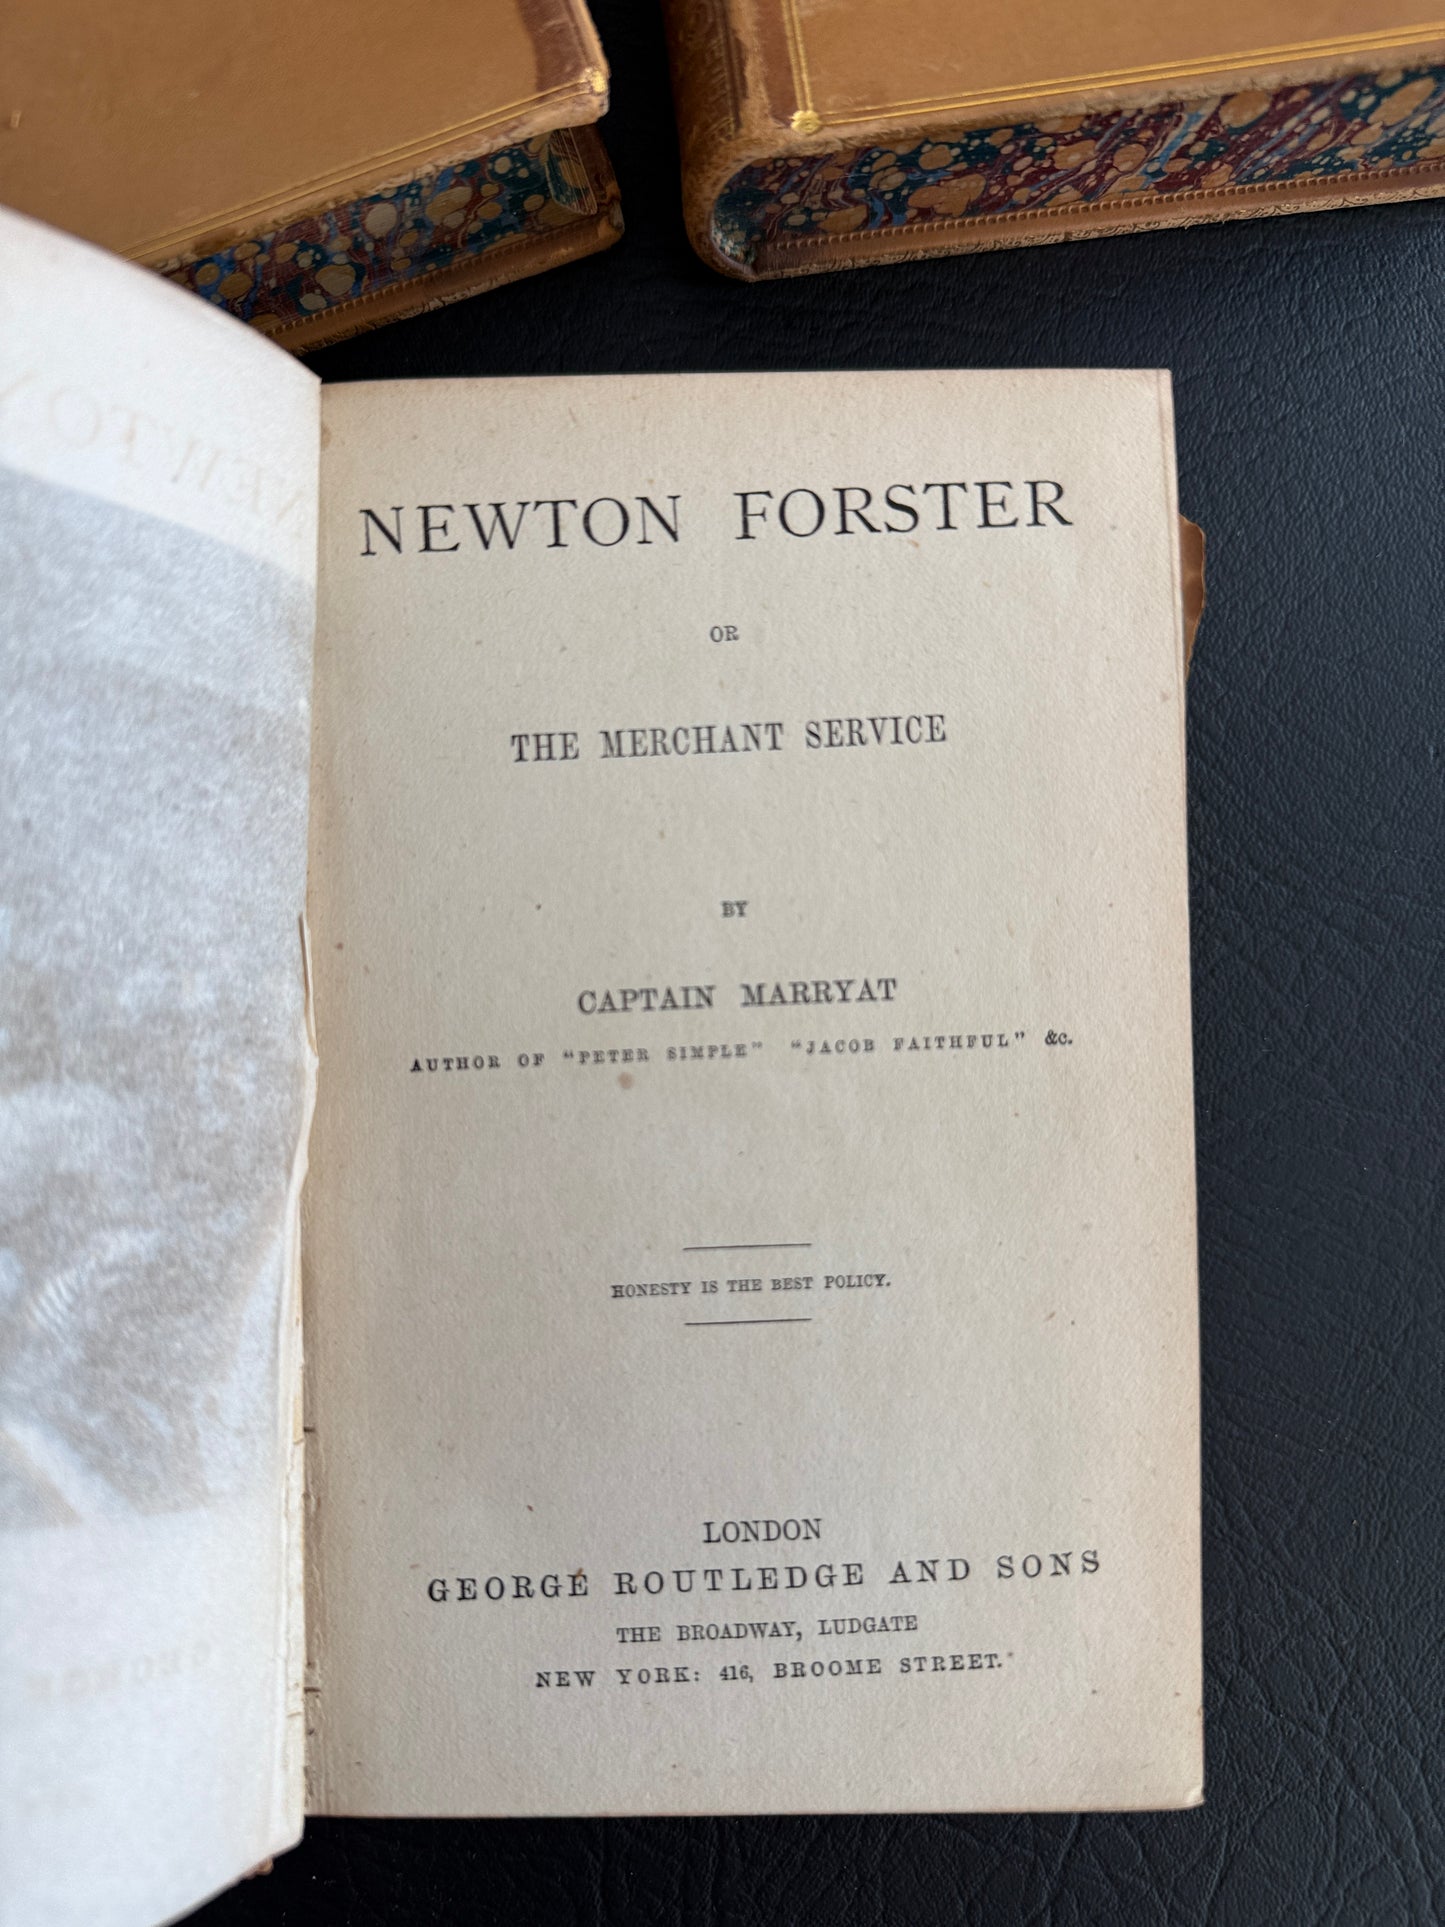 NEWTON FORSTER
OR
THE MERCHANT SERVICE
BY
CAPTAIN MARRYAT
AUTHOR OF "PETER SIMPLE" "JACOB FAITHFUL" &c.
HONESTY IS THE BEST POLICY.
LONDON
GEORGE ROUTLEDGE AND SONS
THE BROADWAY, LUDGATE
NEW YORK: 416, BROOME STREET.